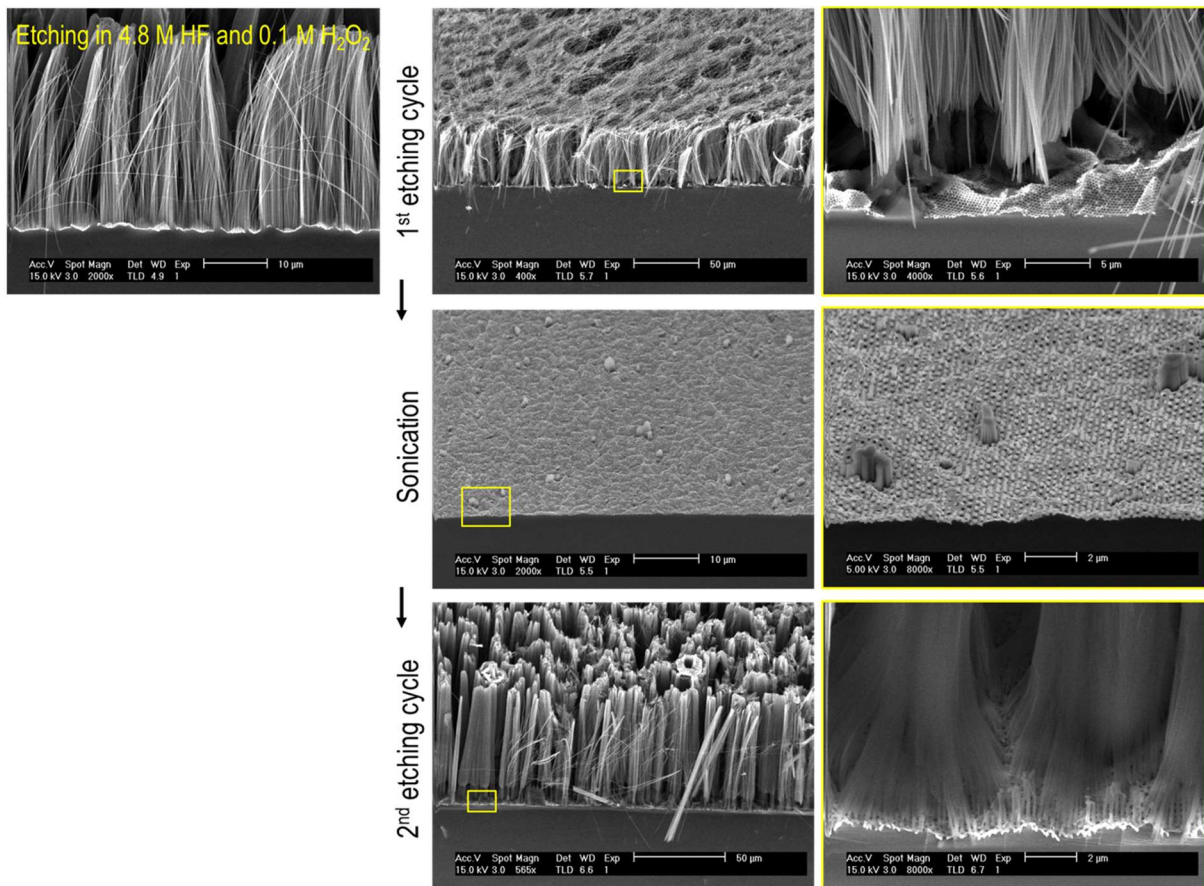 Etching in 4.8 M HF and 0.1 M H₂O₂
Acc.V Spot Magn Det WD Exp 10 µm
15.0 kV 3.0 2000x TLD 4.9 1
1st etching cycle
Acc.V Spot Magn Det WD Exp 50 µm
15.0 kV 3.0 400x TLD 5.7 1
Acc.V Spot Magn Det WD Exp 5 µm
15.0 kV 3.0 4000x TLD 5.6 1
Sonication
Acc.V Spot Magn Det WD Exp 10 µm
15.0 kV 3.0 2000x TLD 5.5 1
Acc.V Spot Magn Det WD Exp 2 µm
5.00 kV 3.0 8000x TLD 5.5 1
2nd etching cycle
Acc.V Spot Magn Det WD Exp 50 µm
15.0 kV 3.0 565x TLD 6.6 1
Acc.V Spot Magn Det WD Exp 2 µm
15.0 kV 3.0 8000x TLD 6.7 1